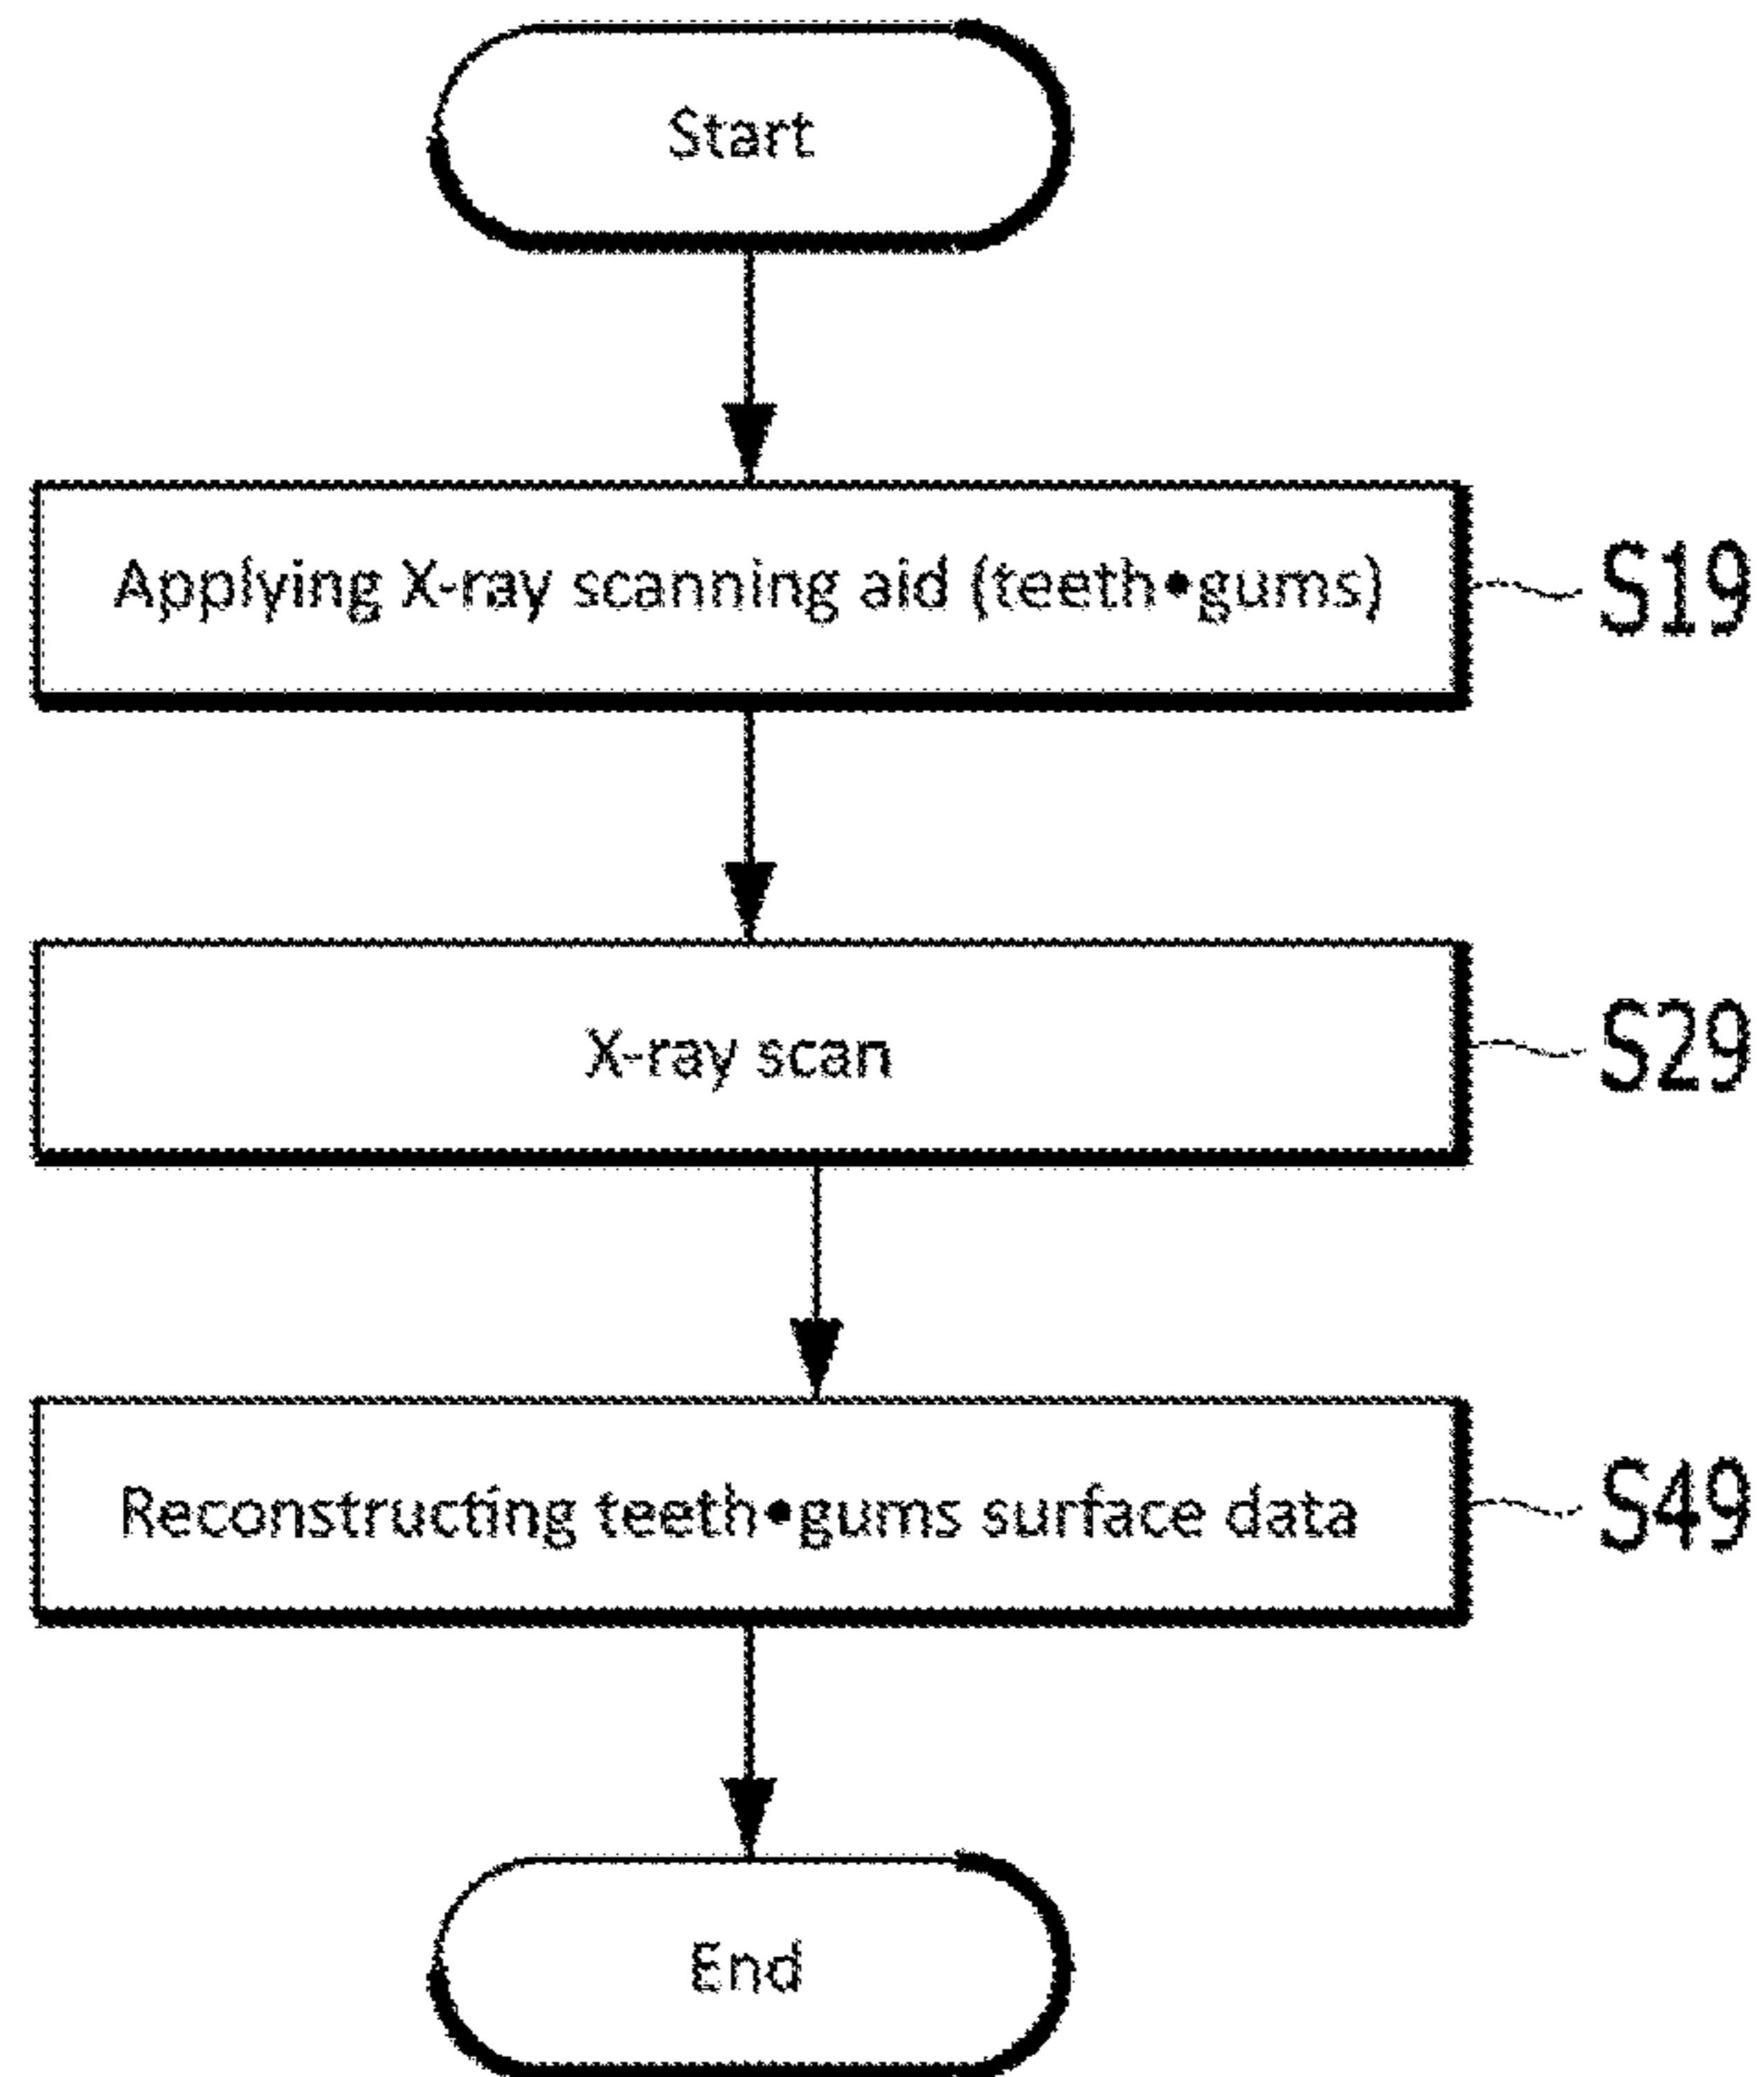 Start
Applying X-ray scanning aid (teeth•gums)
S19
X-ray scan
S29
Reconstructing teeth•gums surface data
S49
End